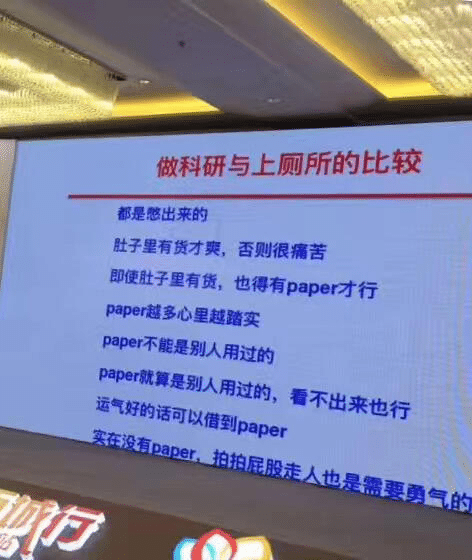 做科研与上厕所的比较
都是憋出来的
肚子里有货才爽，否则很痛苦
即使肚子里有货，也得有paper才行
paper越多心里越踏实
paper不能是别人用过的
paper就算是别人用过的，看不出来也行
运气好的话可以借到paper
实在没有paper，拍拍屁股走人也是需要勇气的
诚行